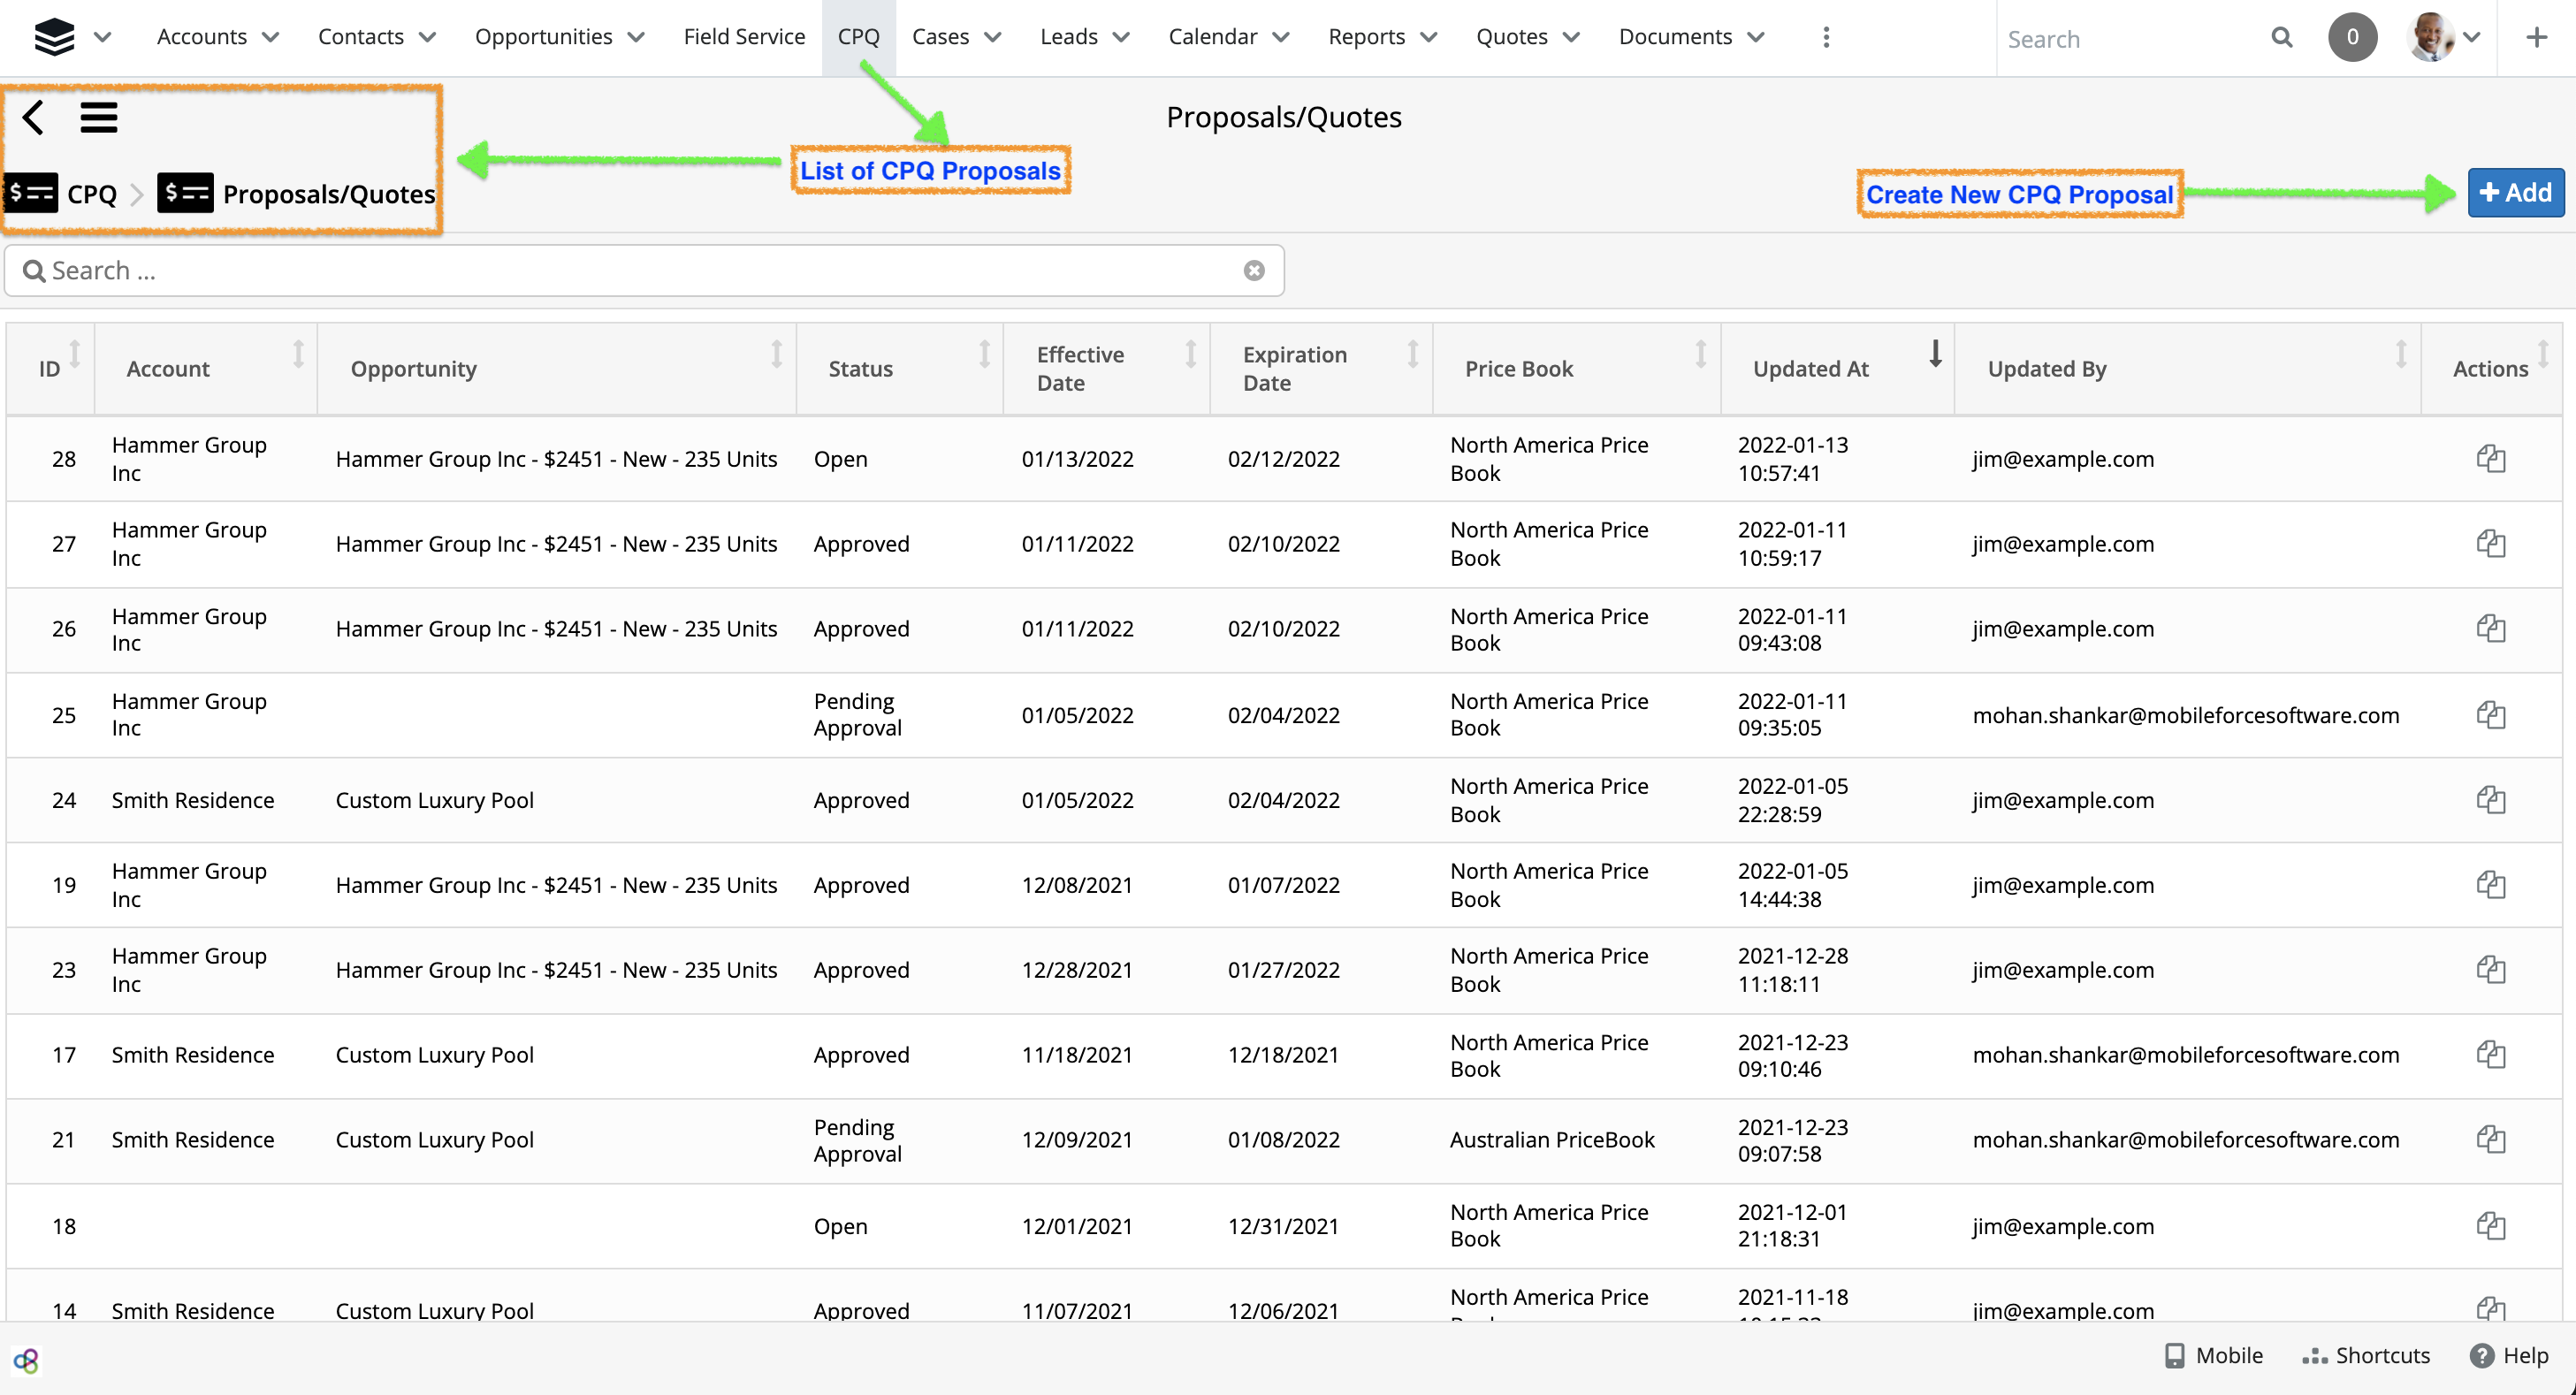 Accounts Contacts Opportunities Field Service CPQ Cases Leads Calendar Reports Quotes Documents Search 0
Proposals/Quotes
List of CPQ Proposals
$ CPQ $ Proposals/Quotes
Create New CPQ Proposal
+ Add
Search ...
ID Account Opportunity Status Effective Date Expiration Date Price Book Updated At Updated By Actions
28 Hammer Group Inc Hammer Group Inc - $2451 - New - 235 Units Open 01/13/2022 02/12/2022 North America Price Book 2022-01-13 10:57:41 jim@example.com
27 Hammer Group Inc Hammer Group Inc - $2451 - New - 235 Units Approved 01/11/2022 02/10/2022 North America Price Book 2022-01-11 10:59:17 jim@example.com
26 Hammer Group Inc Hammer Group Inc - $2451 - New - 235 Units Approved 01/11/2022 02/10/2022 North America Price Book 2022-01-11 09:43:08 jim@example.com
25 Hammer Group Inc Pending Approval 01/05/2022 02/04/2022 North America Price Book 2022-01-11 09:35:05 mohan.shankar@mobileforcesoftware.com
24 Smith Residence Custom Luxury Pool Approved 01/05/2022 02/04/2022 North America Price Book 2022-01-05 22:28:59 jim@example.com
19 Hammer Group Inc Hammer Group Inc - $2451 - New - 235 Units Approved 12/08/2021 01/07/2022 North America Price Book 2022-01-05 14:44:38 jim@example.com
23 Hammer Group Inc Hammer Group Inc - $2451 - New - 235 Units Approved 12/28/2021 01/27/2022 North America Price Book 2021-12-28 11:18:11 jim@example.com
17 Smith Residence Custom Luxury Pool Approved 11/18/2021 12/18/2021 North America Price Book 2021-12-23 09:10:46 mohan.shankar@mobileforcesoftware.com
21 Smith Residence Custom Luxury Pool Pending Approval 12/09/2021 01/08/2022 Australian PriceBook 2021-12-23 09:07:58 mohan.shankar@mobileforcesoftware.com
18 Open 12/01/2021 12/31/2021 North America Price Book 2021-12-01 21:18:31 jim@example.com
14 Smith Residence Custom Luxury Pool Approved 11/07/2021 12/06/2021 North America Price 2021-11-18 jim@example.com
Mobile Shortcuts Help